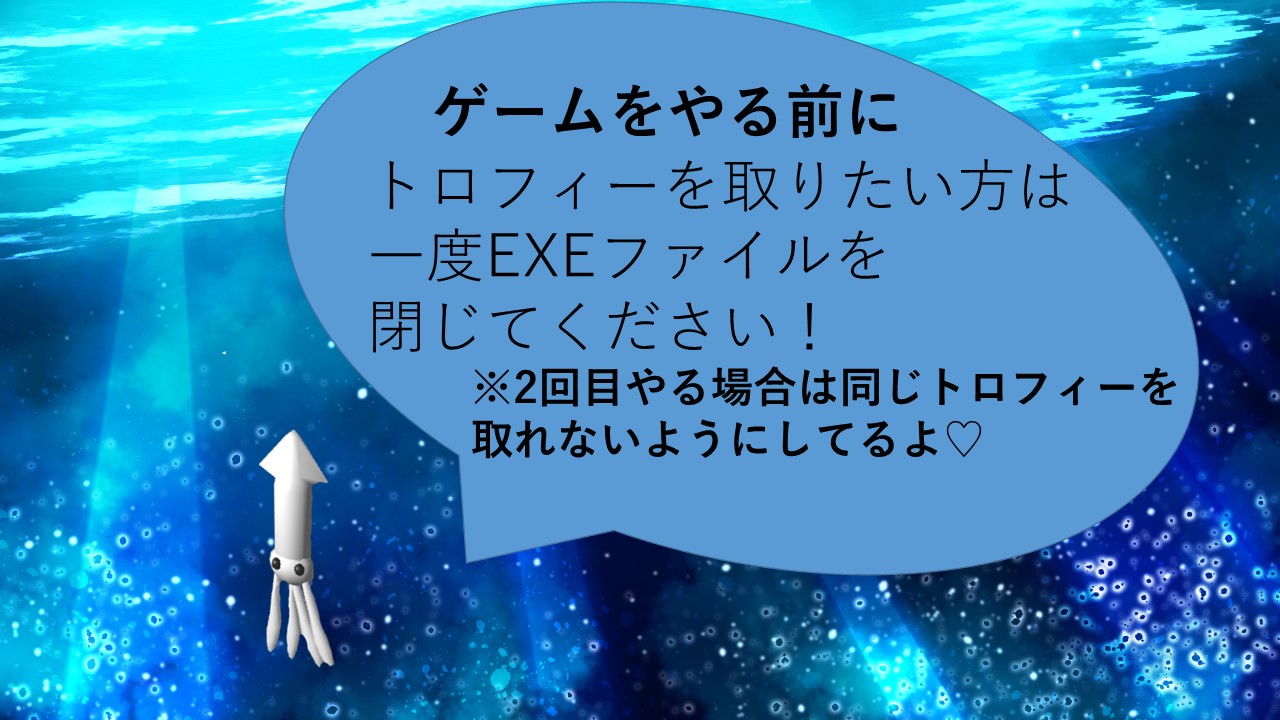 ゲームをやる前に
トロフィーを取りたい方は
一度EXEファイルを
閉じてください！
※2回目やる場合は同じトロフィーを
取れないようにしてるよ♡